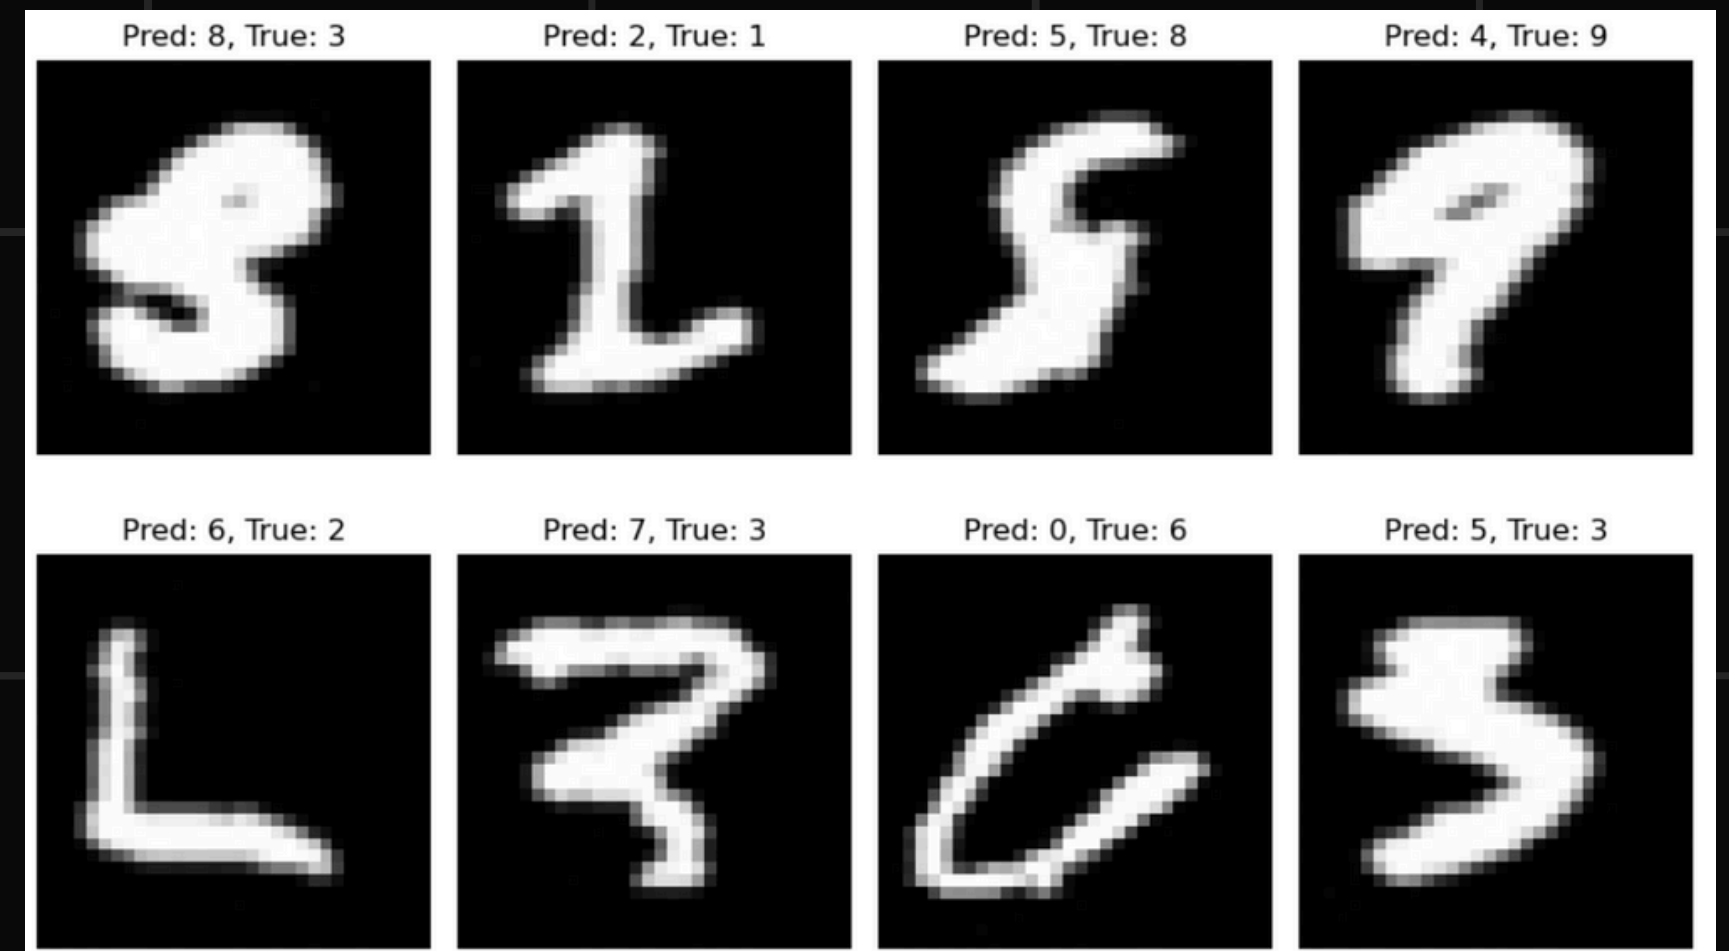 Pred: 8, True: 3
Pred: 2, True: 1
Pred: 5, True: 8
Pred: 4, True: 9
Pred: 6, True: 2
Pred: 7, True: 3
Pred: 0, True: 6
Pred: 5, True: 3